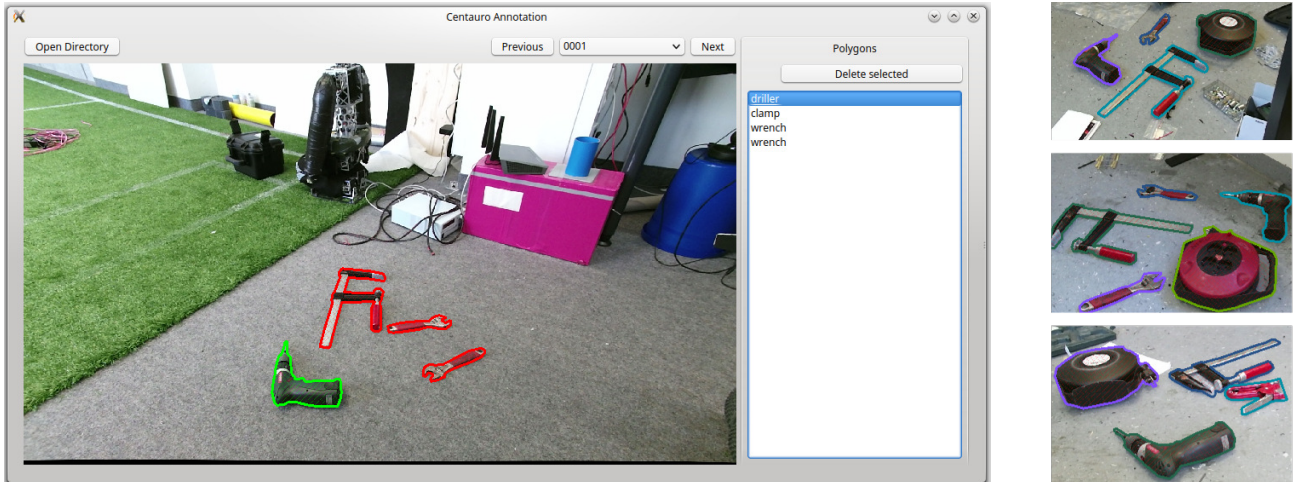 Centauro Annotation
Open Directory
Previous
0001
Next
Polygons
Delete selected
driller
clamp
wrench
wrench